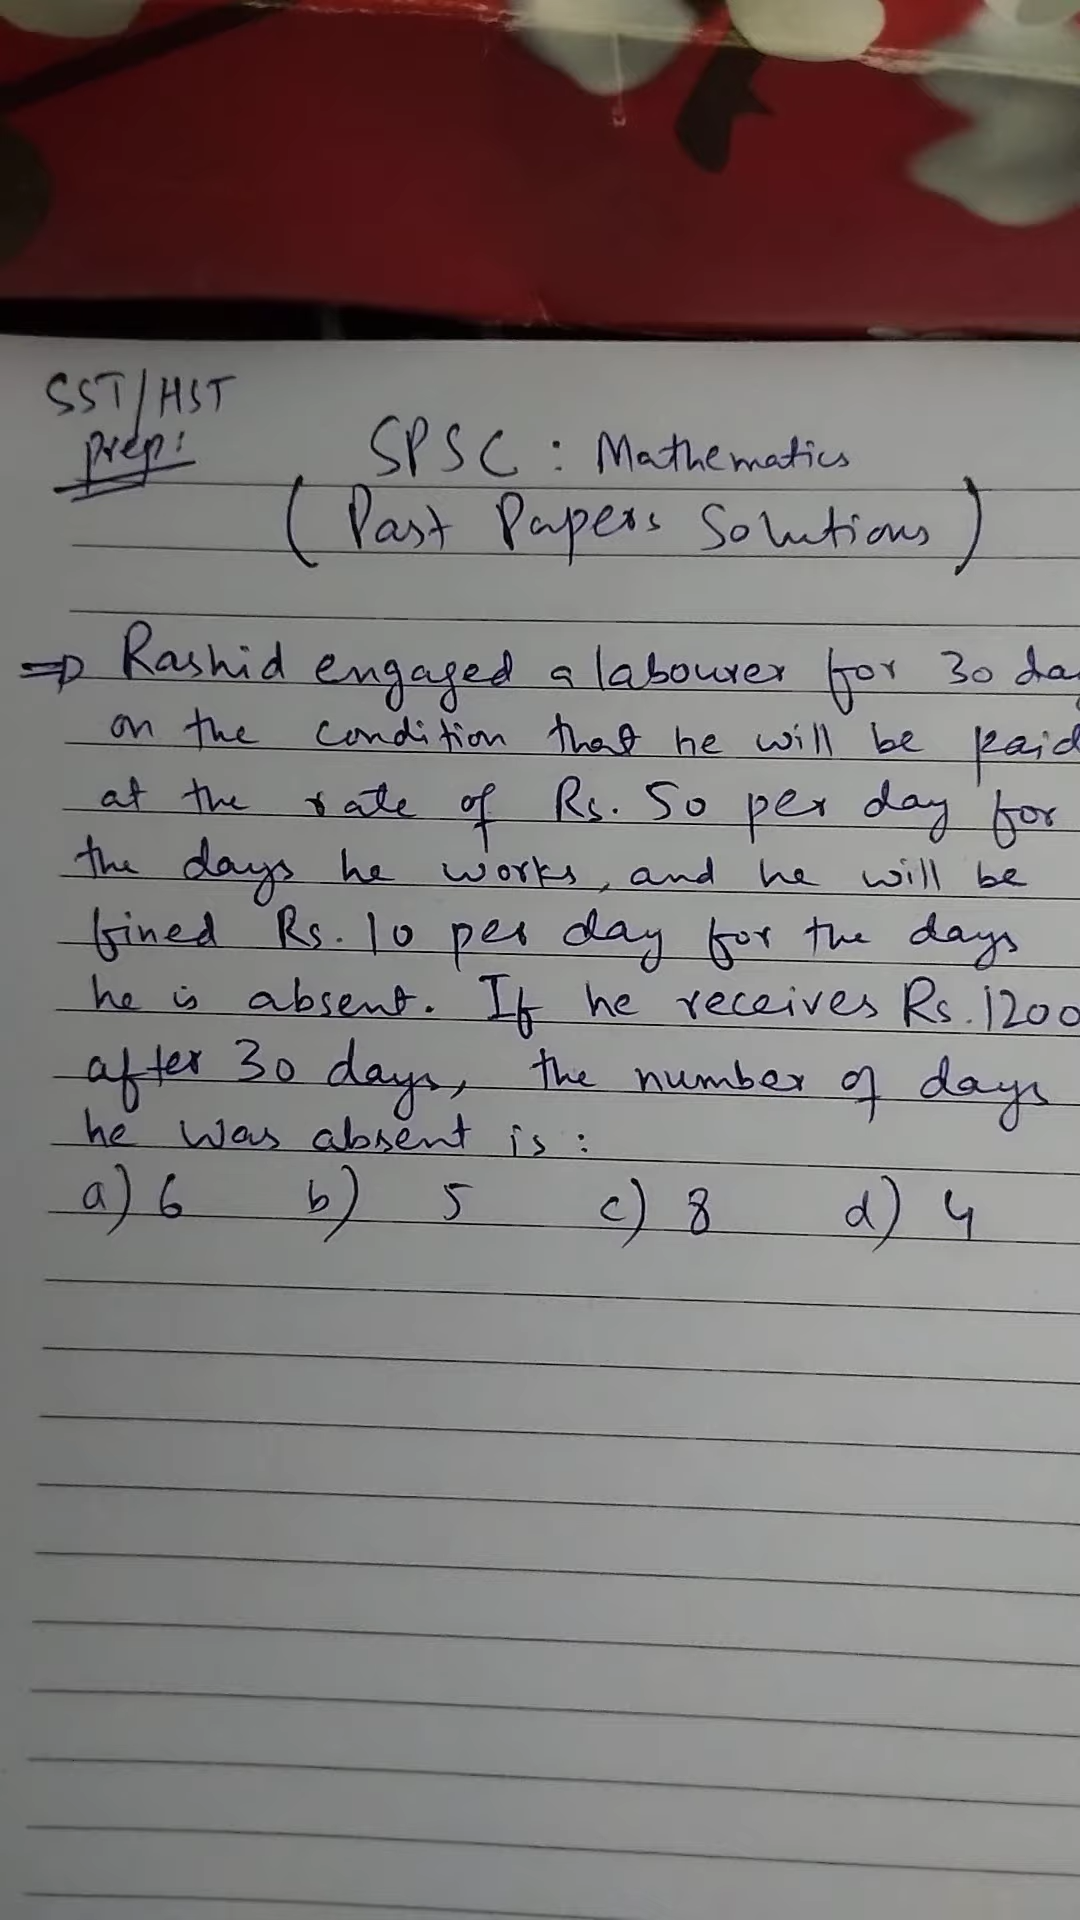 SST/HST
prep:
SPSC : Mathematics
(Past Papers Solutions)
⇒ Rashid engaged a labourer for 30 da
on the condition that he will be paid
at the rate of Rs. 50 per day for
the days he works, and he will be
fined Rs. 10 per day for the days
he is absent. If he receives Rs. 1200
after 30 days, the number of days
he was absent is :
a) 6 b) 5 c) 8 d) 4